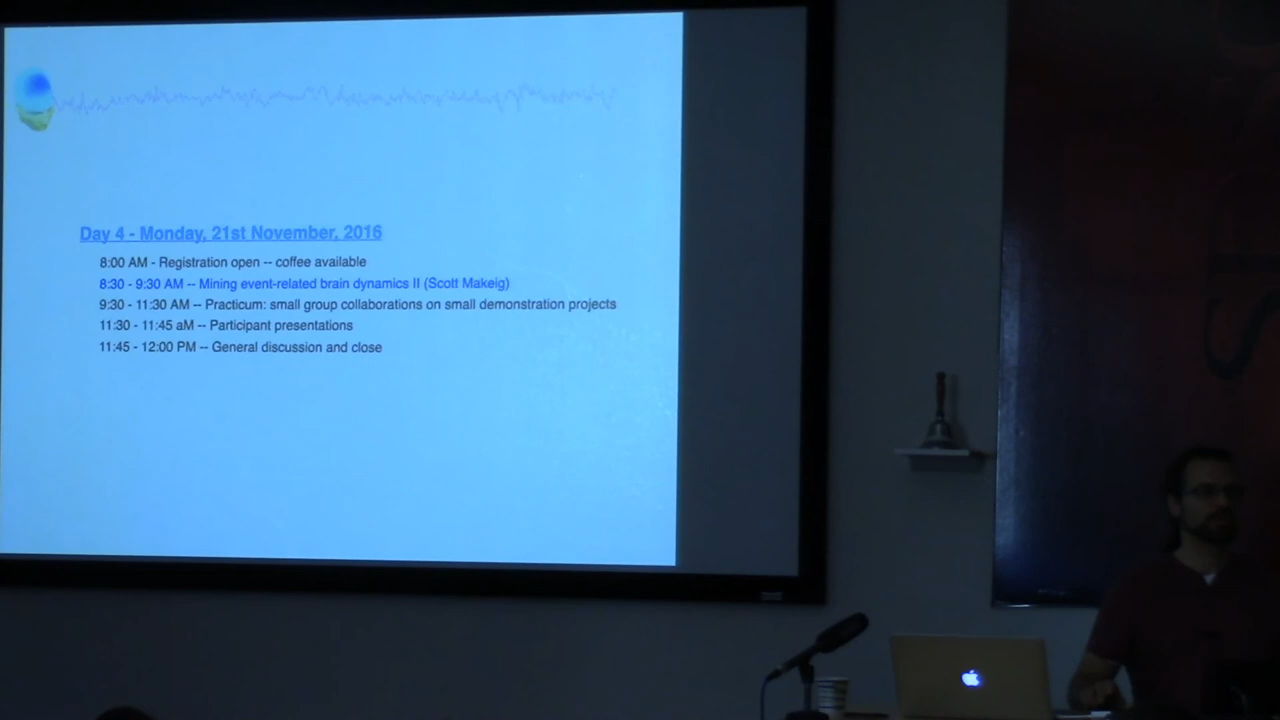 Day 4 - Monday, 21st November, 2016
8:00 AM - Registration open -- coffee available
8:30 - 9:30 AM -- Mining event-related brain dynamics II (Scott Makeig)
9:30 - 11:30 AM -- Practicum: small group collaborations on small demonstration projects
11:30 - 11:45 aM -- Participant presentations
11:45 - 12:00 PM -- General discussion and close